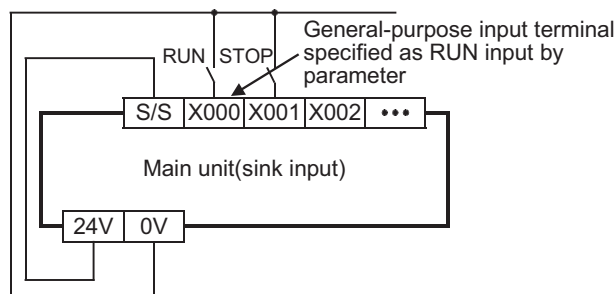 General-purpose input terminal
specified as RUN input by
parameter
RUN STOP
S/S X000 X001 X002 •••
Main unit(sink input)
24V 0V